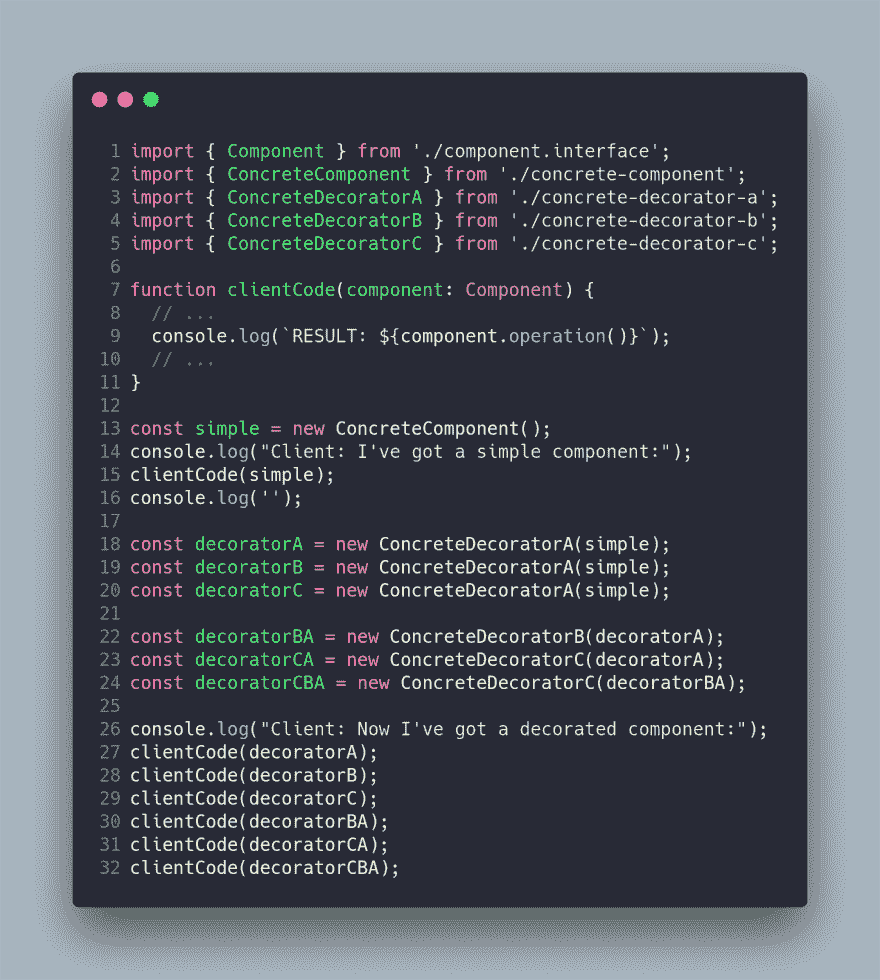 1 import { Component } from './component.interface';
2 import { ConcreteComponent } from './concrete-component';
3 import { ConcreteDecoratorA } from './concrete-decorator-a';
4 import { ConcreteDecoratorB } from './concrete-decorator-b';
5 import { ConcreteDecoratorC } from './concrete-decorator-c';
6
7 function clientCode(component: Component) {
8   // ...
9   console.log(`RESULT: ${component.operation()}`);
10   // ...
11 }
12
13 const simple = new ConcreteComponent();
14 console.log("Client: I've got a simple component:");
15 clientCode(simple);
16 console.log('');
17
18 const decoratorA = new ConcreteDecoratorA(simple);
19 const decoratorB = new ConcreteDecoratorA(simple);
20 const decoratorC = new ConcreteDecoratorA(simple);
21
22 const decoratorBA = new ConcreteDecoratorB(decoratorA);
23 const decoratorCA = new ConcreteDecoratorC(decoratorA);
24 const decoratorCBA = new ConcreteDecoratorC(decoratorBA);
25
26 console.log("Client: Now I've got a decorated component:");
27 clientCode(decoratorA);
28 clientCode(decoratorB);
29 clientCode(decoratorC);
30 clientCode(decoratorBA);
31 clientCode(decoratorCA);
32 clientCode(decoratorCBA);